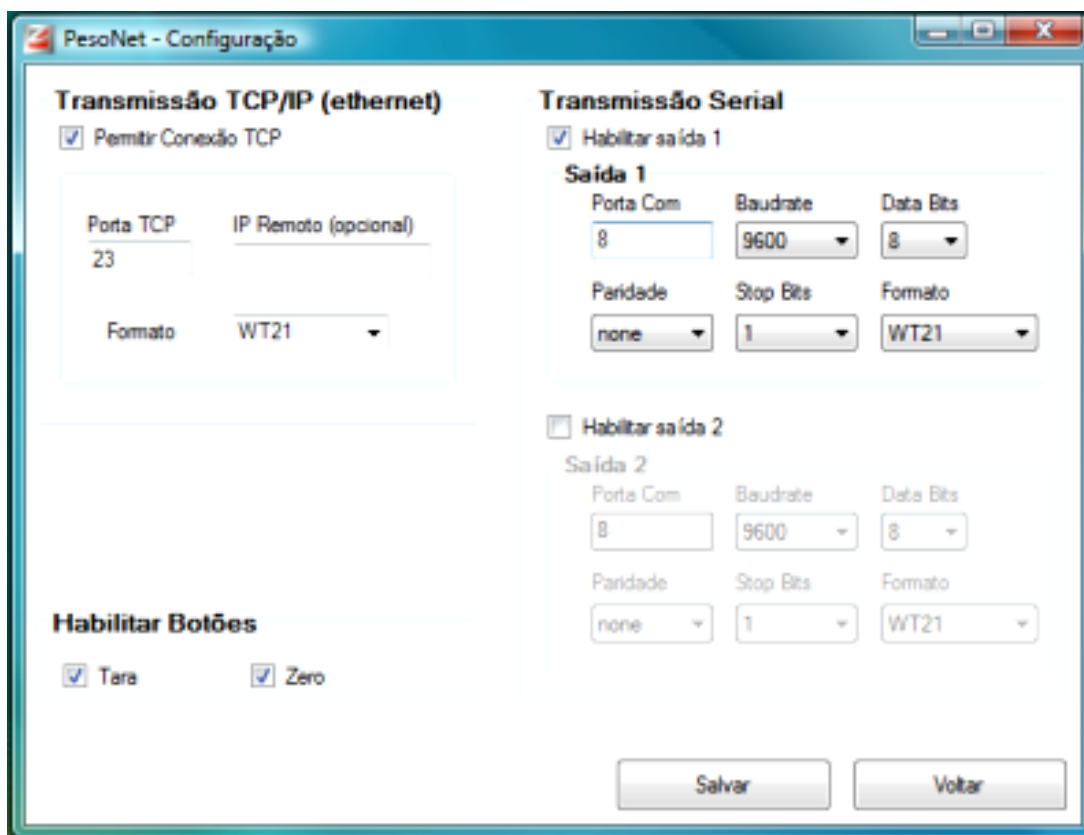 PesoNet - Configuração
Transmissão TCP/IP (ethernet)
Permitir Conexão TCP
Porta TCP IP Remoto (opcional)
23
Formato WT21
Habilitar Botões
Tara Zero
Transmissão Serial
Habilitar saída 1
Saída 1
Porta Com Baudrate Data Bits
8 9600 8
Paridade Stop Bits Formato
none 1 WT21
Habilitar saída 2
Saída 2
Porta Com Baudrate Data Bits
8 9600 8
Paridade Stop Bits Formato
none 1 WT21
Salvar Voltar